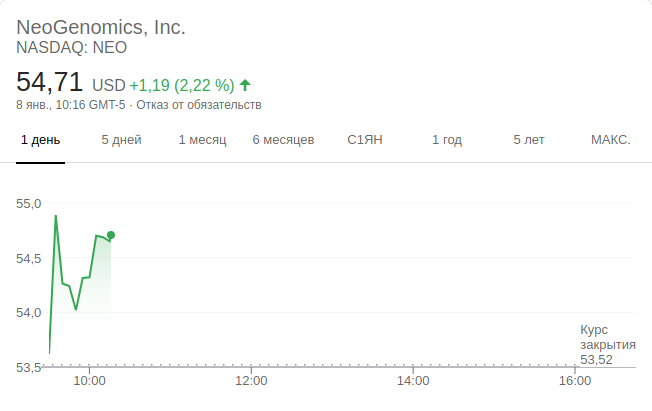 NeoGenomics, Inc.
NASDAQ: NEO
54,71 USD +1,19 (2,22 %)
8 янв., 10:16 GMT-5 · Отказ от обязательств
1 день 5 дней 1 месяц 6 месяцев С1ЯН 1 год 5 лет МАКС.
55,0
54,5
54,0
Курс
закрытия
53,52
53,5
10:00 12:00 14:00 16:00